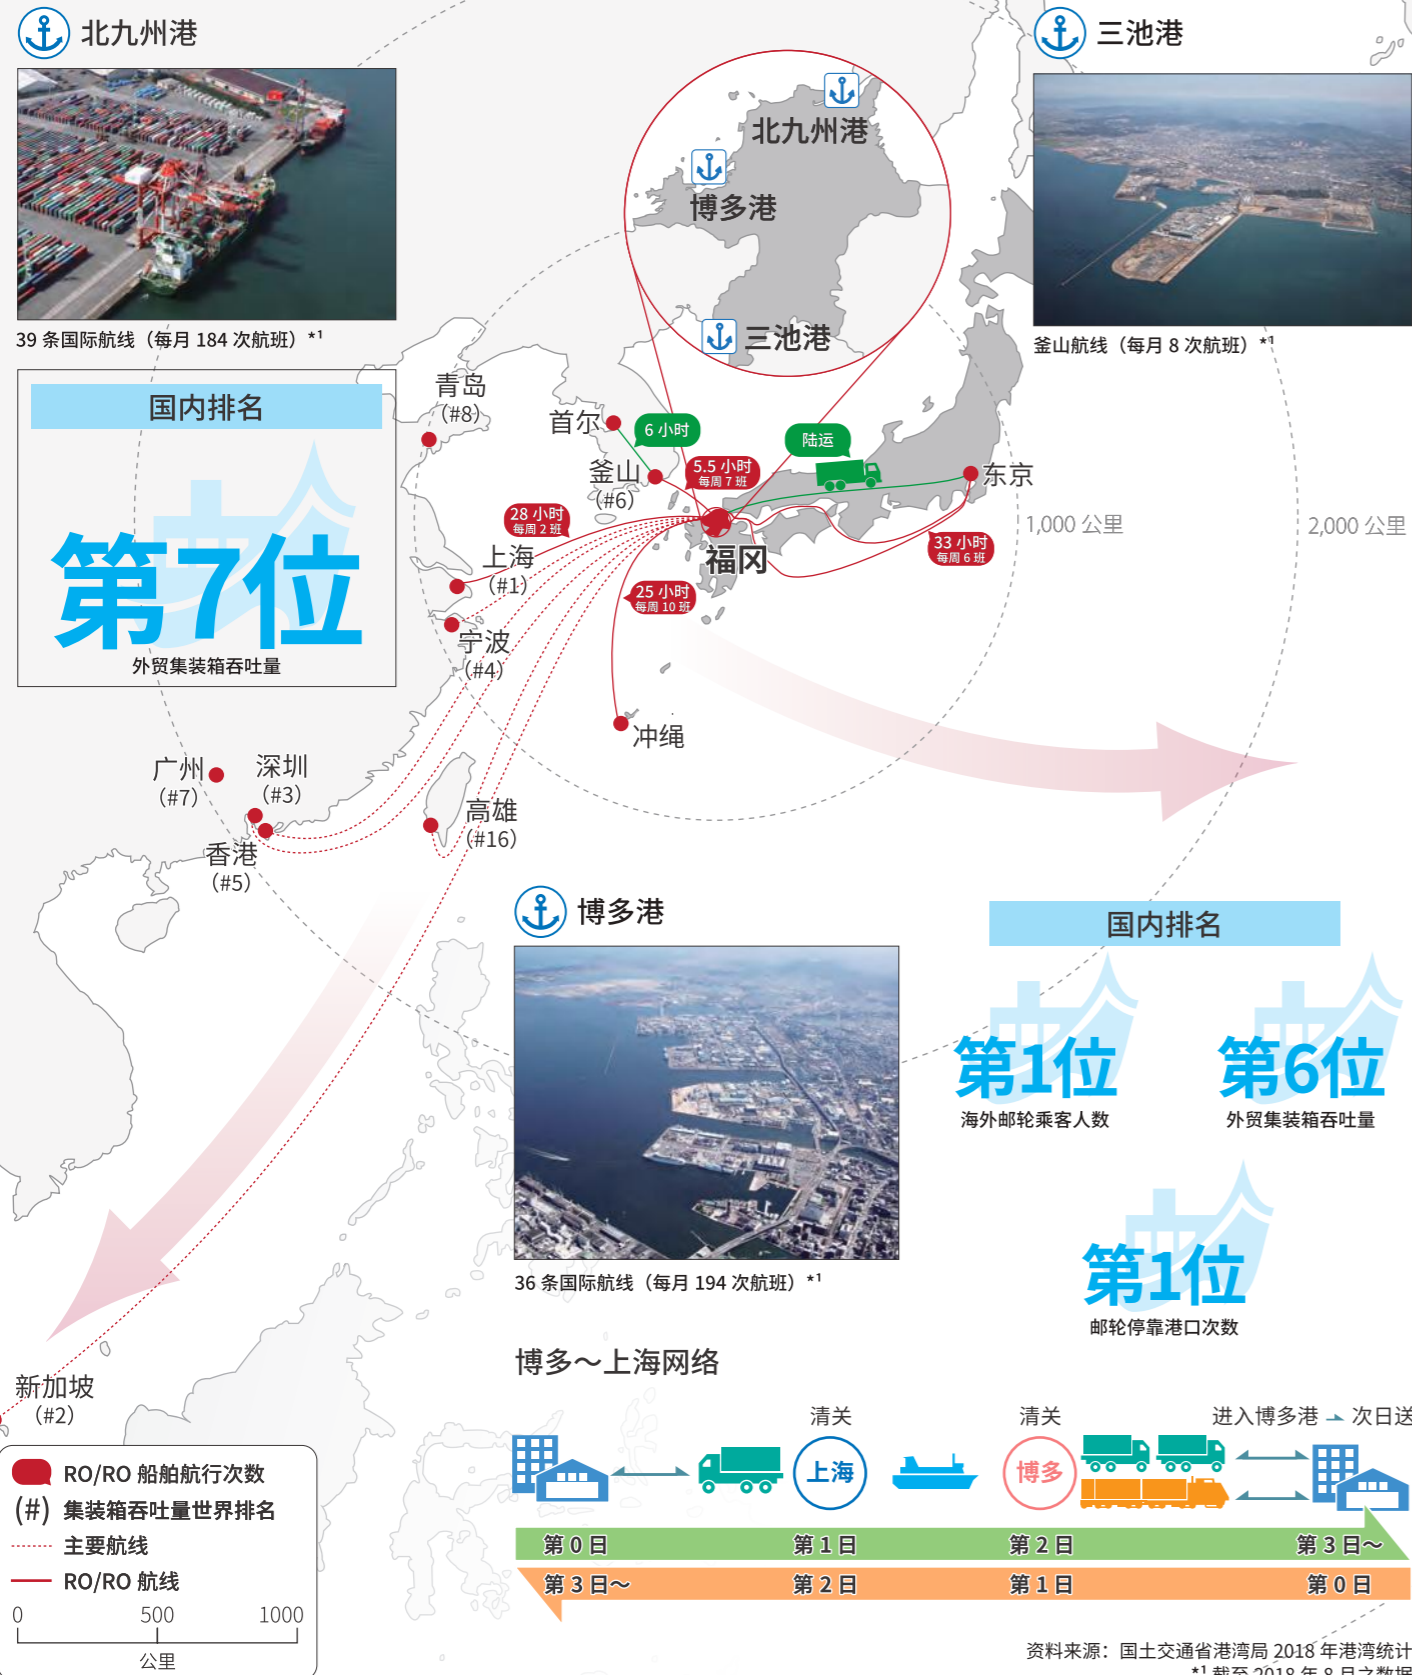 北九州港
39 条国际航线（每月 184 次航班）*1
国内排名
第7位
外贸集装箱吞吐量
三池港
釜山航线（每月 8 次航班）*1
北九州港
博多港
三池港
青岛
（#8）
首尔
6 小时
釜山
（#6）
5.5 小时
每周 7 班
陆运
东京
28 小时
每周 2 班
福冈
33 小时
每周 6 班
1,000 公里
2,000 公里
上海
（#1）
25 小时
每周 10 班
宁波
（#4）
冲绳
广州
（#7）
深圳
（#3）
香港
（#5）
高雄
（#16）
博多港
36 条国际航线（每月 194 次航班）*1
国内排名
第1位
海外邮轮乘客人数
第6位
外贸集装箱吞吐量
第1位
邮轮停靠港口次数
新加坡
（#2）
RO/RO 船舶航行次数
(#) 集装箱吞吐量世界排名
主要航线
RO/RO 航线
0 500 1000
公里
博多～上海网络
清关 清关 进入博多港 次日送
上海 博多
第 0 日 第 1 日 第 2 日 第 3 日～
第 3 日～ 第 2 日 第 1 日 第 0 日
资料来源：国土交通省港湾局 2018 年港湾统计
*1 截至 2018 年 8 月之数据